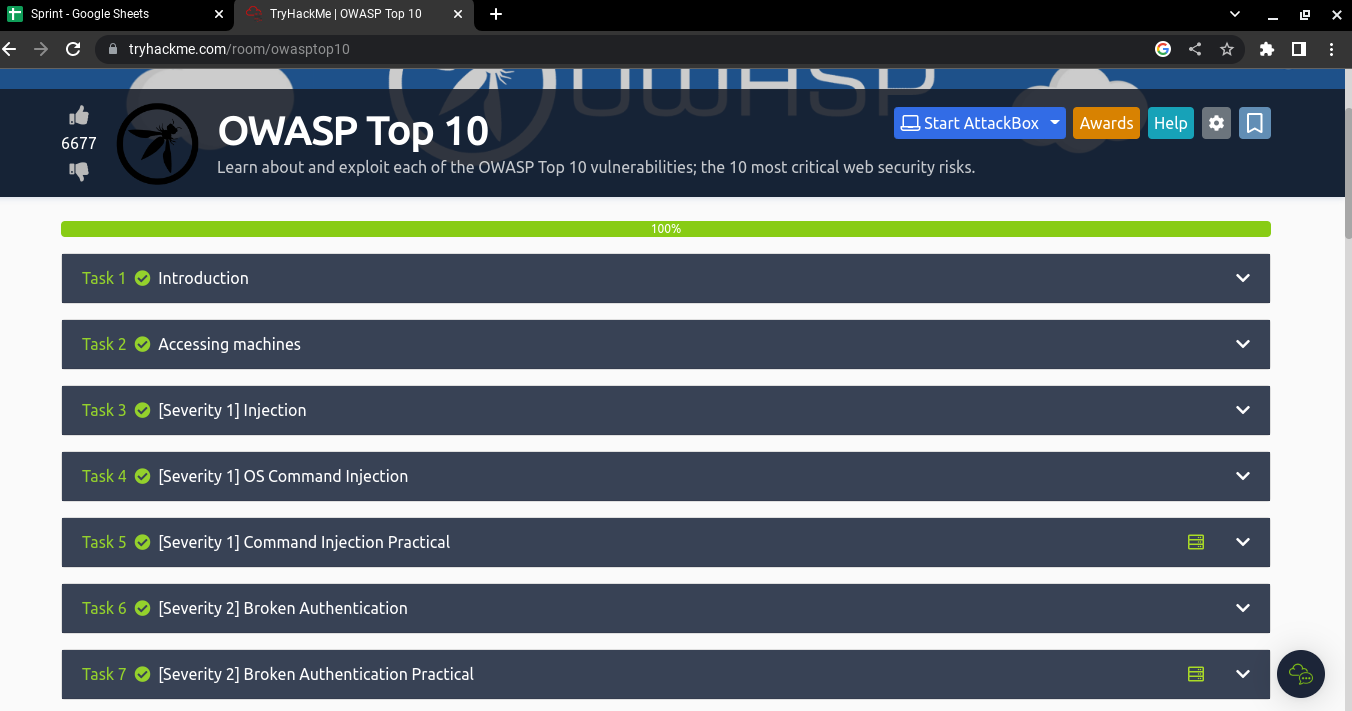 Sprint - Google Sheets
TryHackMe | OWASP Top 10
tryhackme.com/room/owasptop10
OWASP
6677
OWASP Top 10
Start AttackBox
Awards
Help
Learn about and exploit each of the OWASP Top 10 vulnerabilities; the 10 most critical web security risks.
100%
Task 1 Introduction
Task 2 Accessing machines
Task 3 [Severity 1] Injection
Task 4 [Severity 1] OS Command Injection
Task 5 [Severity 1] Command Injection Practical
Task 6 [Severity 2] Broken Authentication
Task 7 [Severity 2] Broken Authentication Practical